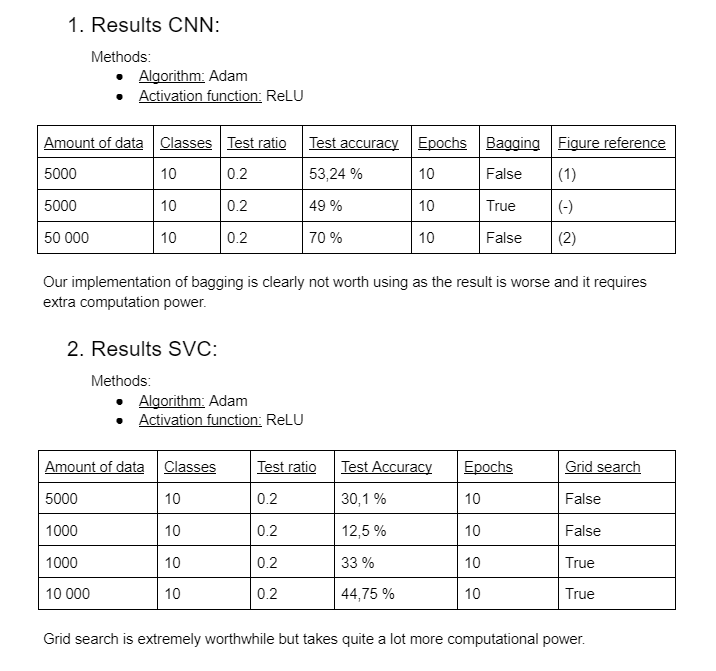 1. Results CNN:
Methods:
● Algorithm: Adam
● Activation function: ReLU
Amount of data Classes Test ratio Test accuracy Epochs Bagging Figure reference
5000 10 0.2 53,24 % 10 False (1)
5000 10 0.2 49 % 10 True (-)
50 000 10 0.2 70 % 10 False (2)
Our implementation of bagging is clearly not worth using as the result is worse and it requires
extra computation power.
2. Results SVC:
Methods:
● Algorithm: Adam
● Activation function: ReLU
Amount of data Classes Test ratio Test Accuracy Epochs Grid search
5000 10 0.2 30,1 % 10 False
1000 10 0.2 12,5 % 10 False
1000 10 0.2 33 % 10 True
10 000 10 0.2 44,75 % 10 True
Grid search is extremely worthwhile but takes quite a lot more computational power.